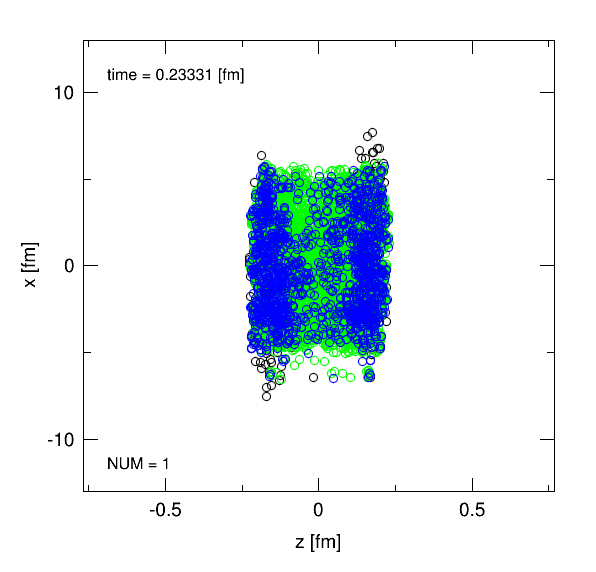 time = 0.23331 [fm]
10
0
-10
x [fm]
NUM = 1
-0.5 0 0.5
z [fm]